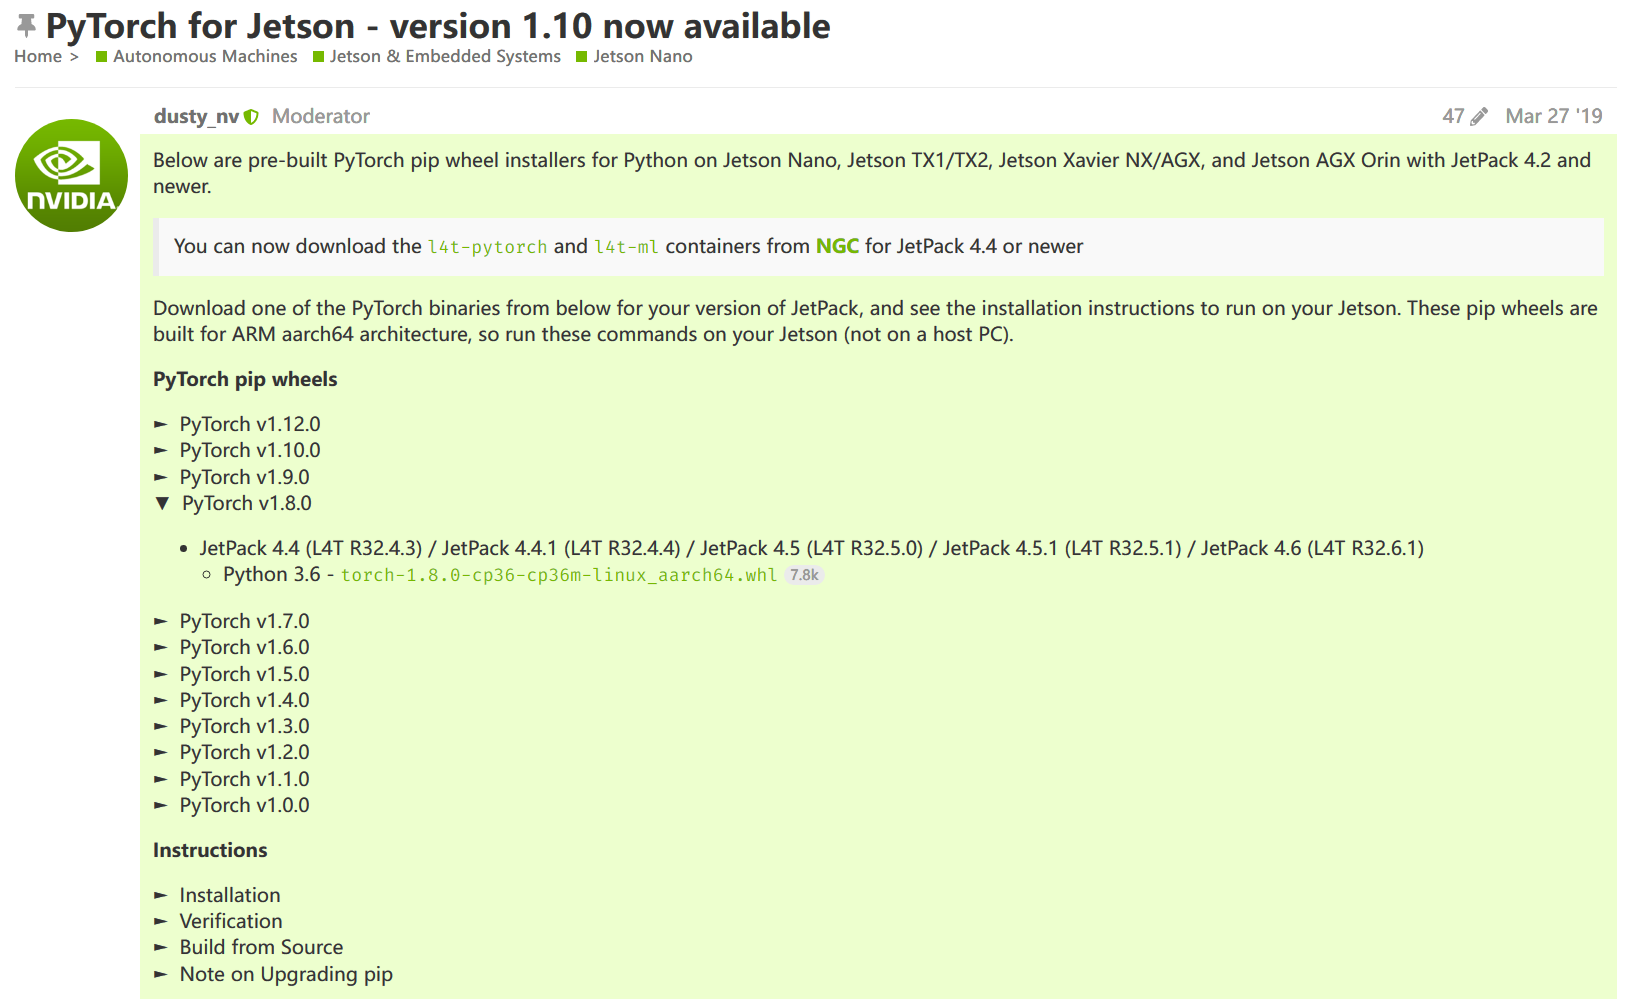 PyTorch for Jetson - version 1.10 now available
Home > Autonomous Machines Jetson & Embedded Systems Jetson Nano
dusty_nv Moderator 47 Mar 27 '19
NVIDIA
Below are pre-built PyTorch pip wheel installers for Python on Jetson Nano, Jetson TX1/TX2, Jetson Xavier NX/AGX, and Jetson AGX Orin with JetPack 4.2 and
newer.
You can now download the l4t-pytorch and l4t-ml containers from NGC for JetPack 4.4 or newer
Download one of the PyTorch binaries from below for your version of JetPack, and see the installation instructions to run on your Jetson. These pip wheels are
built for ARM aarch64 architecture, so run these commands on your Jetson (not on a host PC).
PyTorch pip wheels
► PyTorch v1.12.0
► PyTorch v1.10.0
► PyTorch v1.9.0
▼ PyTorch v1.8.0
• JetPack 4.4 (L4T R32.4.3) / JetPack 4.4.1 (L4T R32.4.4) / JetPack 4.5 (L4T R32.5.0) / JetPack 4.5.1 (L4T R32.5.1) / JetPack 4.6 (L4T R32.6.1)
○ Python 3.6 - torch-1.8.0-cp36-cp36m-linux_aarch64.whl 7.8k
► PyTorch v1.7.0
► PyTorch v1.6.0
► PyTorch v1.5.0
► PyTorch v1.4.0
► PyTorch v1.3.0
► PyTorch v1.2.0
► PyTorch v1.1.0
► PyTorch v1.0.0
Instructions
► Installation
► Verification
► Build from Source
► Note on Upgrading pip